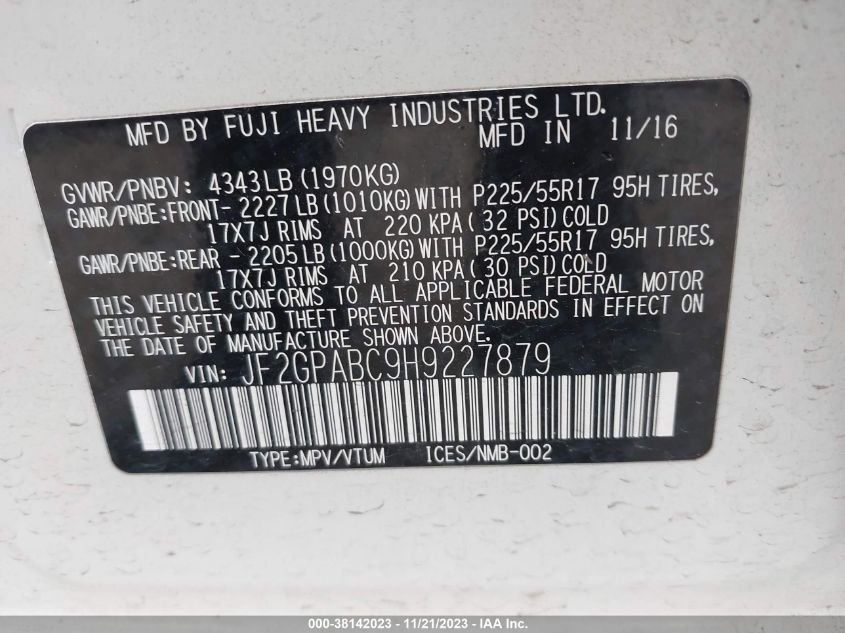 MFD BY FUJI HEAVY INDUSTRIES LTD.
MFD IN 11/16
GVWR/PNBV: 4343LB(1970KG)
GAWR/PNBE:FRONT- 2227LB(1010KG)WITH P225/55R17 95H TIRES,
17X7J RIMS AT 220 KPA(32 PSI)COLD
GAWR/PNBE:REAR - 2205LB(1000KG)WITH P225/55R17 95H TIRES,
17X7J RIMS AT 210 KPA(30 PSI)COLD
THIS VEHICLE CONFORMS TO ALL APPLICABLE FEDERAL MOTOR
VEHICLE SAFETY AND THEFT PREVENTION STANDARDS IN EFFECT ON
THE DATE OF MANUFACTURE SHOWN ABOVE.
VIN: JF2GPABC9H9227879
TYPE:MPV/VTUM ICES/NMB-002
000-38142023 - 11/21/2023 - IAA Inc.